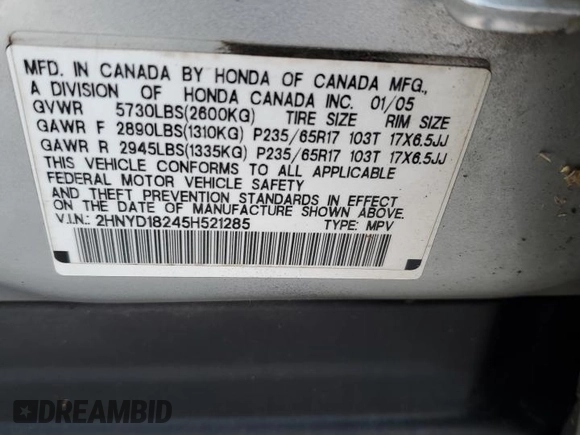 MFD. IN CANADA BY HONDA OF CANADA MFG.,
A DIVISION OF HONDA CANADA INC. 01/05
GVWR 5730LBS(2600KG) TIRE SIZE RIM SIZE
GAWR F 2890LBS(1310KG) P235/65R17 103T 17X6.5JJ
GAWR R 2945LBS(1335KG) P235/65R17 103T 17X6.5JJ
THIS VEHICLE CONFORMS TO ALL APPLICABLE
FEDERAL MOTOR VEHICLE SAFETY
AND THEFT PREVENTION STANDARDS IN EFFECT
ON THE DATE OF MANUFACTURE SHOWN ABOVE.
V.I.N.: 2HNYD18245H521285 TYPE: MPV
DREAMBID